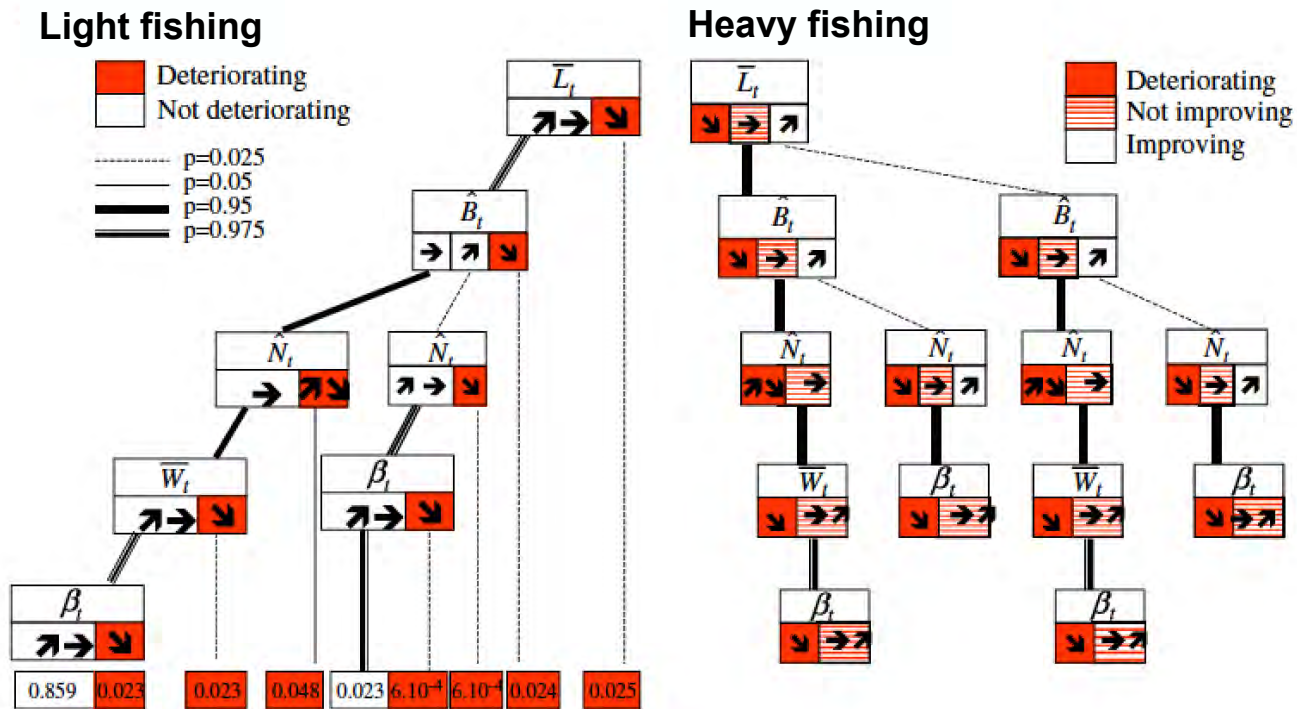 Light fishing
Deteriorating
Not deteriorating
p=0.025
p=0.05
p=0.95
p=0.975
L̅ₜ
B̂ₜ
N̂ₜ
N̂ₜ
W̅ₜ
βₜ
βₜ
0.859
0.023
0.023
0.048
0.023
6.10⁻⁴
6.10⁻⁴
0.024
0.025
Heavy fishing
Deteriorating
Not improving
Improving
L̅ₜ
B̂ₜ
B̂ₜ
N̂ₜ
N̂ₜ
N̂ₜ
N̂ₜ
W̅ₜ
βₜ
W̅ₜ
βₜ
βₜ
βₜ